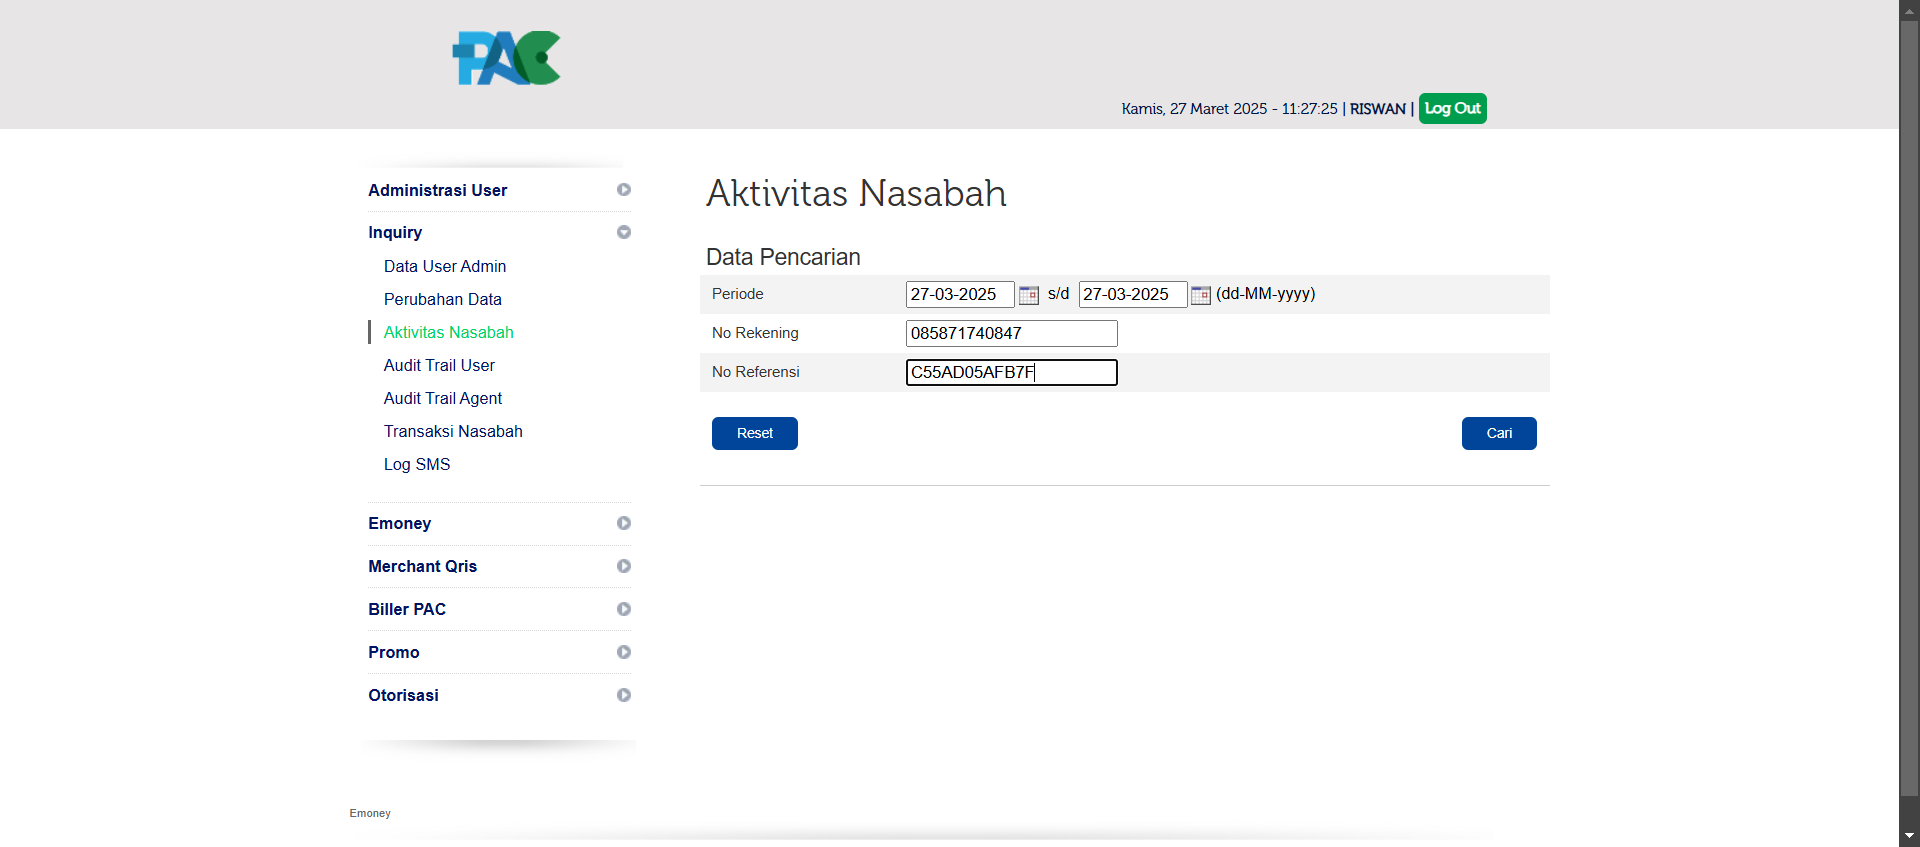 PAC
Kamis, 27 Maret 2025 - 11:27:25 | RISWAN | Log Out
Administrasi User
Inquiry
Data User Admin
Perubahan Data
Aktivitas Nasabah
Audit Trail User
Audit Trail Agent
Transaksi Nasabah
Log SMS
Emoney
Merchant Qris
Biller PAC
Promo
Otorisasi
Aktivitas Nasabah
Data Pencarian
Periode 27-03-2025 s/d 27-03-2025 (dd-MM-yyyy)
No Rekening 085871740847
No Referensi C55AD05AFB7F
Reset Cari
Emoney